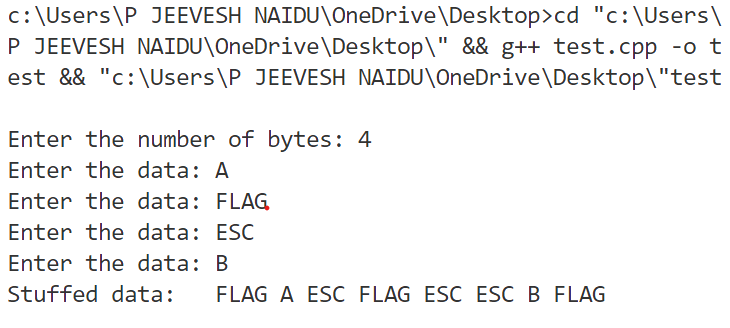 c:\Users\P JEEVESH NAIDU\OneDrive\Desktop>cd "c:\Users\
P JEEVESH NAIDU\OneDrive\Desktop\" && g++ test.cpp -o t
est && "c:\Users\P JEEVESH NAIDU\OneDrive\Desktop\"test
Enter the number of bytes: 4
Enter the data: A
Enter the data: FLAG
Enter the data: ESC
Enter the data: B
Stuffed data:   FLAG A ESC FLAG ESC ESC B FLAG